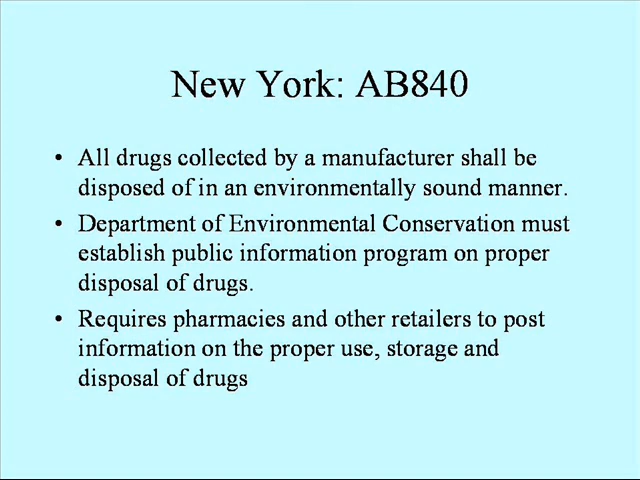 New York: AB840
• All drugs collected by a manufacturer shall be
disposed of in an environmentally sound manner.
• Department of Environmental Conservation must
establish public information program on proper
disposal of drugs.
• Requires pharmacies and other retailers to post
information on the proper use, storage and
disposal of drugs